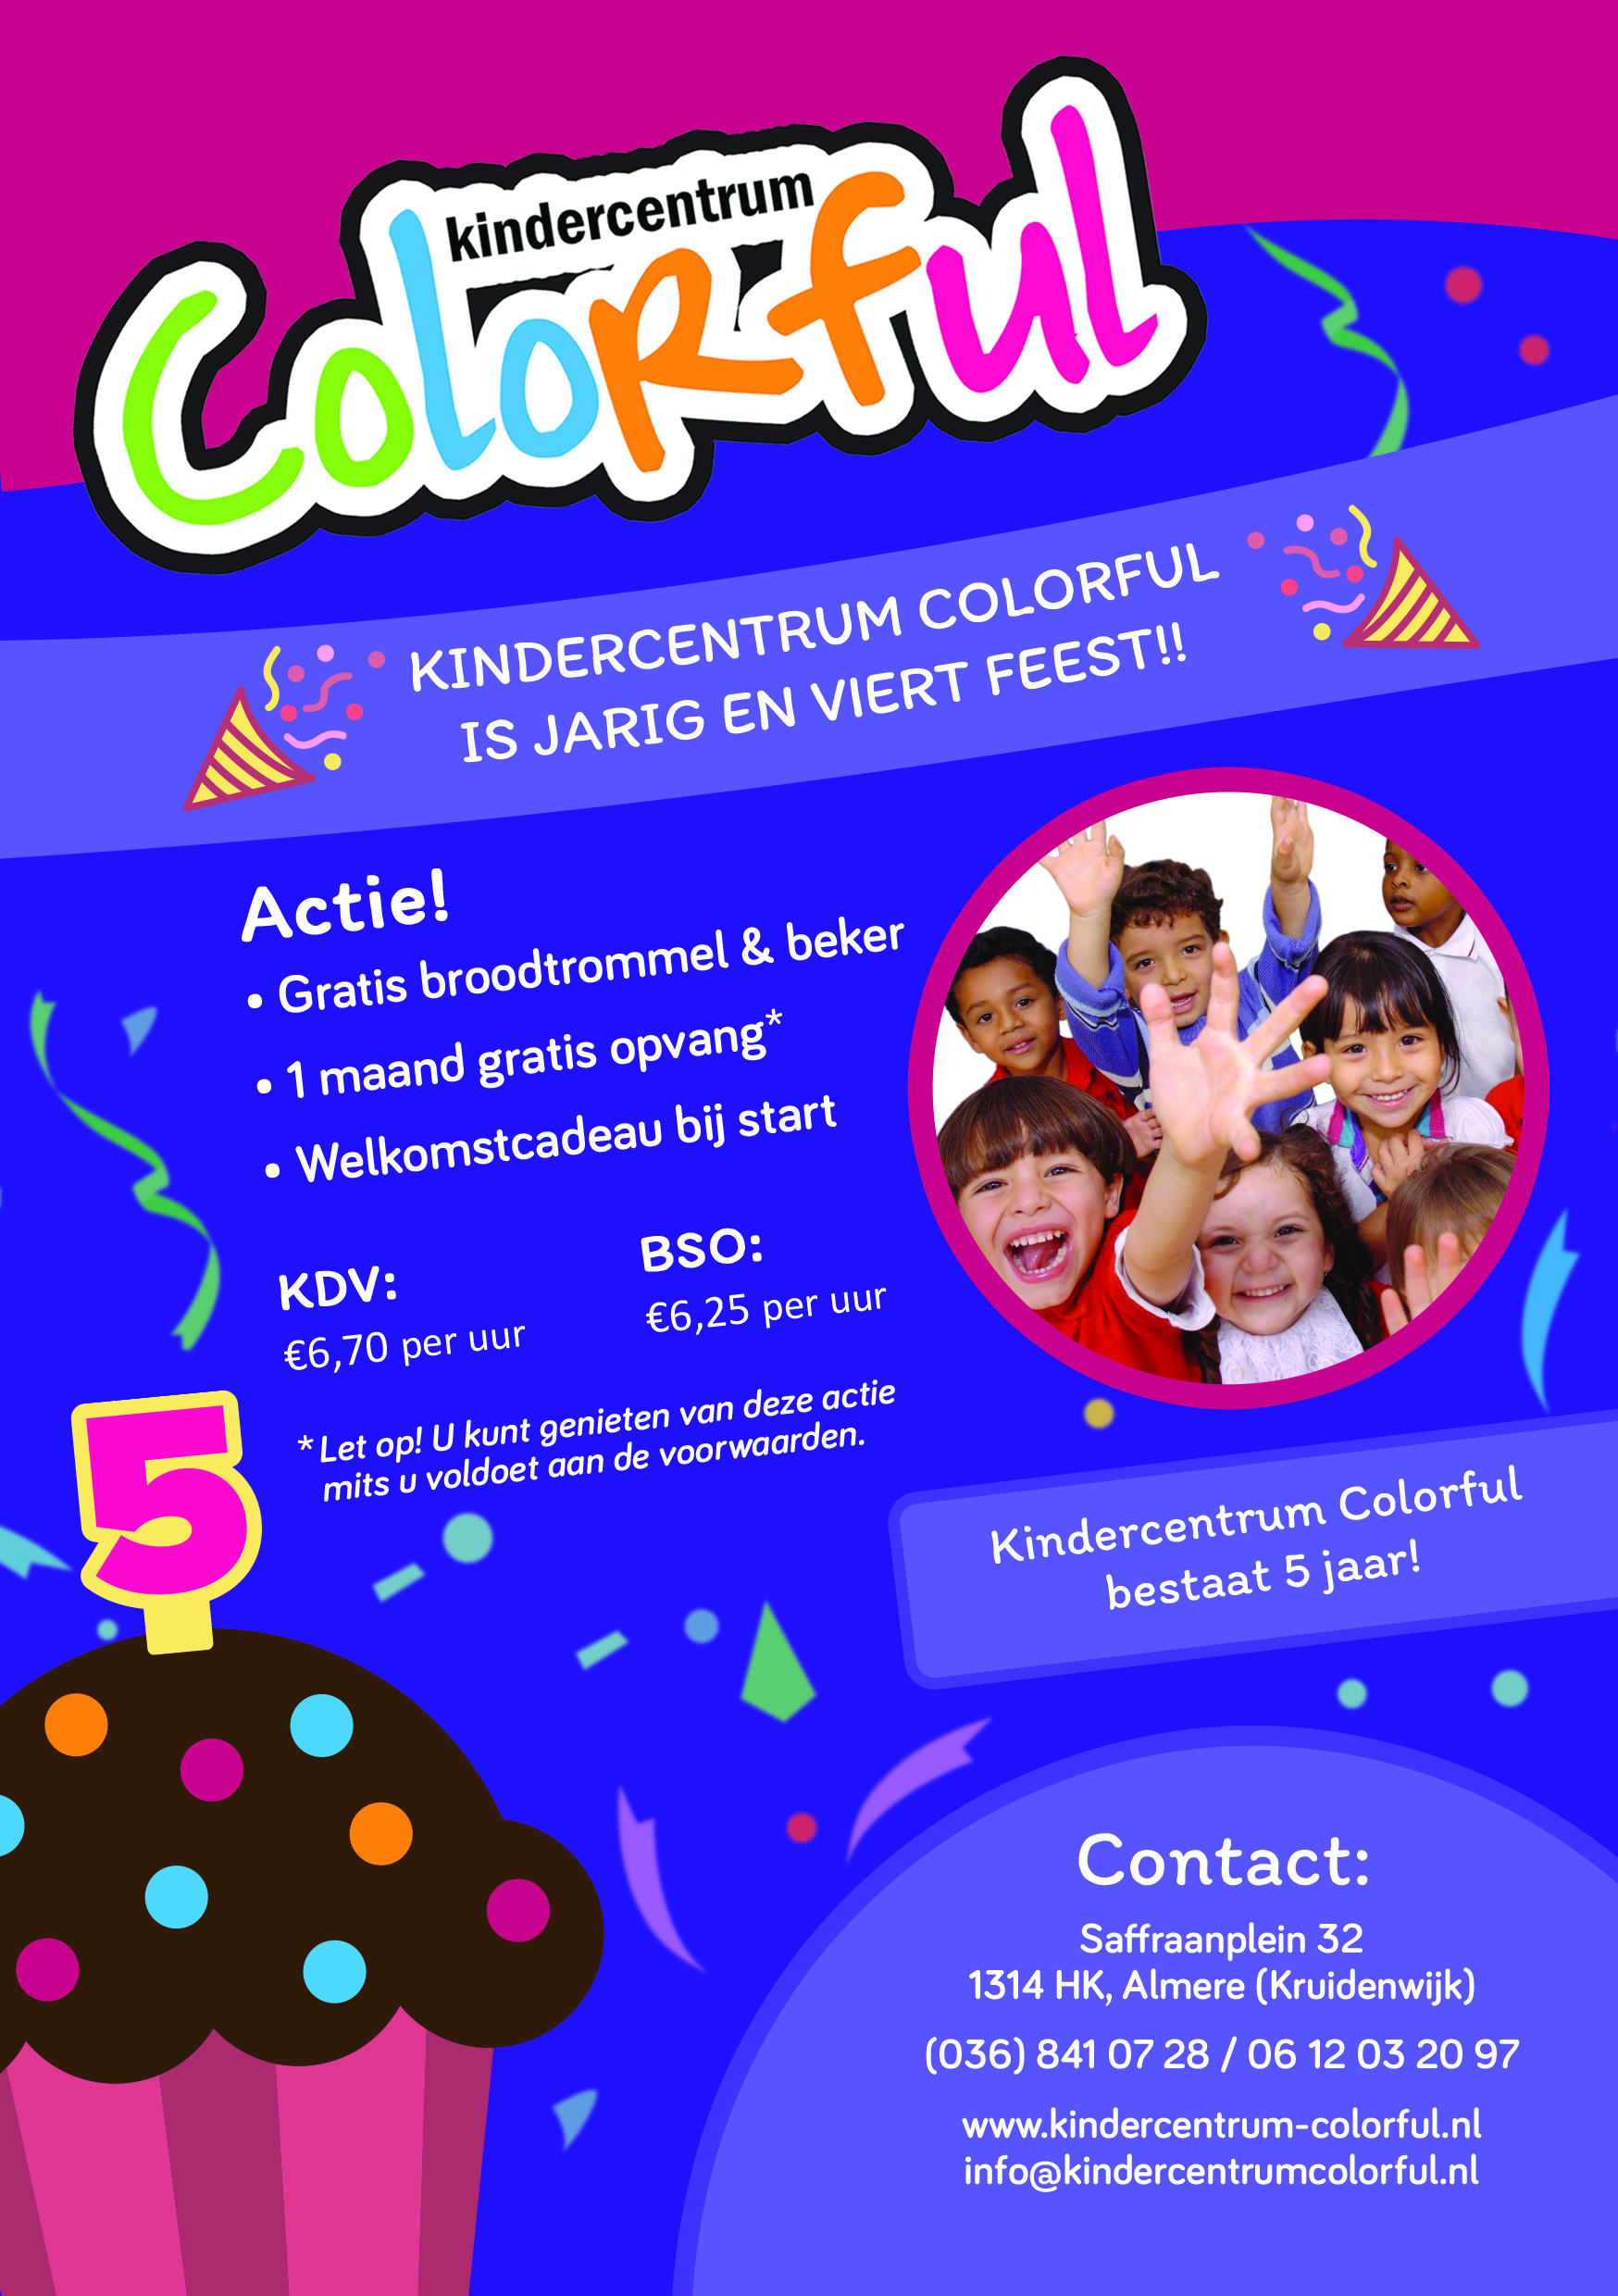 kindercentrum
Colorful
KINDERCENTRUM COLORFUL
IS JARIG EN VIERT FEEST!!
Actie!
• Gratis broodtrommel & beker
• 1 maand gratis opvang*
• Welkomstcadeau bij start
KDV:
€6,70 per uur
BSO:
€6,25 per uur
* Let op! U kunt genieten van deze actie
mits u voldoet aan de voorwaarden.
5
Kindercentrum Colorful
bestaat 5 jaar!
Contact:
Saffraanplein 32
1314 HK, Almere (Kruidenwijk)
(036) 841 07 28 / 06 12 03 20 97
www.kindercentrum-colorful.nl
info@kindercentrumcolorful.nl